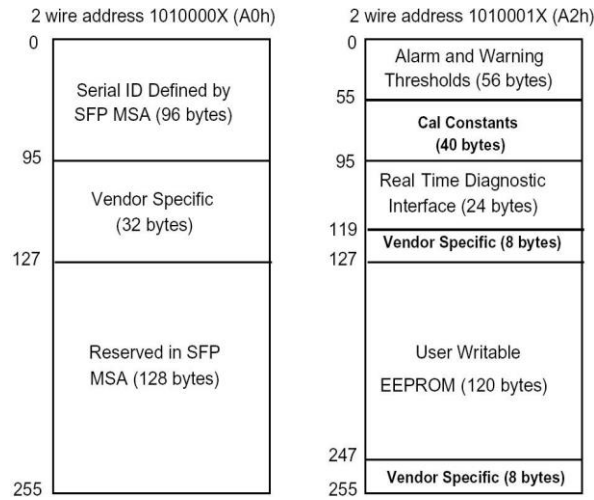 2 wire address 1010000X (A0h)
0
Serial ID Defined by
SFP MSA (96 bytes)
95
Vendor Specific
(32 bytes)
127
Reserved in SFP
MSA (128 bytes)
255
2 wire address 1010001X (A2h)
0
Alarm and Warning
Thresholds (56 bytes)
55
Cal Constants
(40 bytes)
95
Real Time Diagnostic
Interface (24 bytes)
119
Vendor Specific (8 bytes)
127
User Writable
EEPROM (120 bytes)
247
Vendor Specific (8 bytes)
255